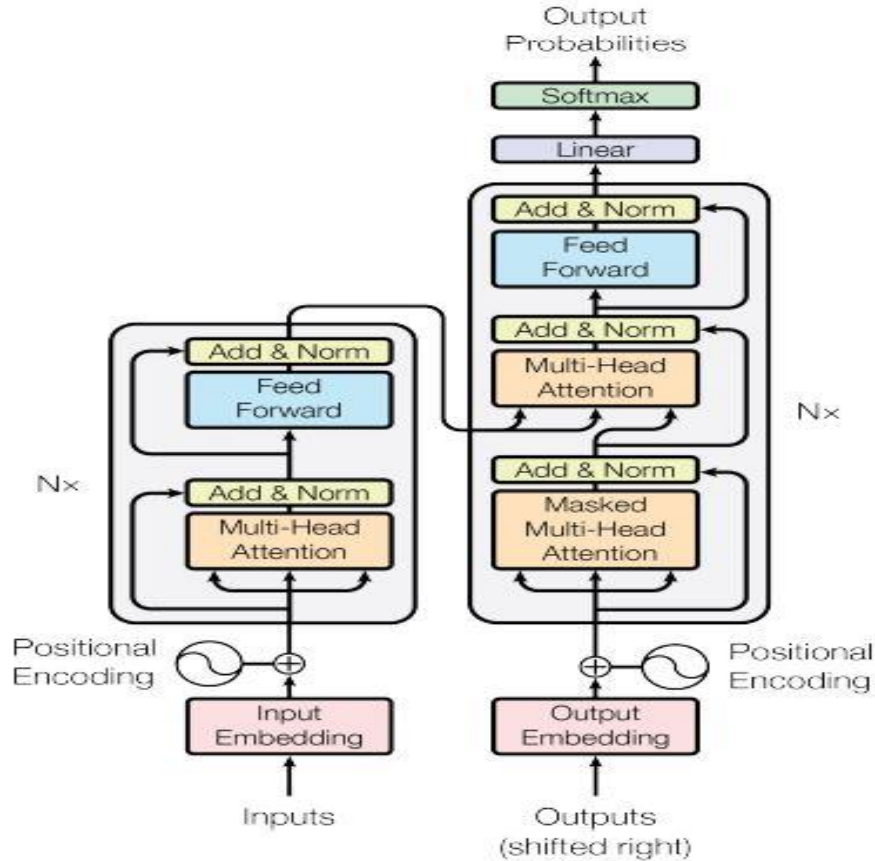 Output
Probabilities
Softmax
Linear
Add & Norm
Feed
Forward
Add & Norm
Multi-Head
Attention
Add & Norm
Masked
Multi-Head
Attention
Nx
Add & Norm
Feed
Forward
Add & Norm
Multi-Head
Attention
Nx
Positional
Encoding
Positional
Encoding
Input
Embedding
Output
Embedding
Inputs
Outputs
(shifted right)